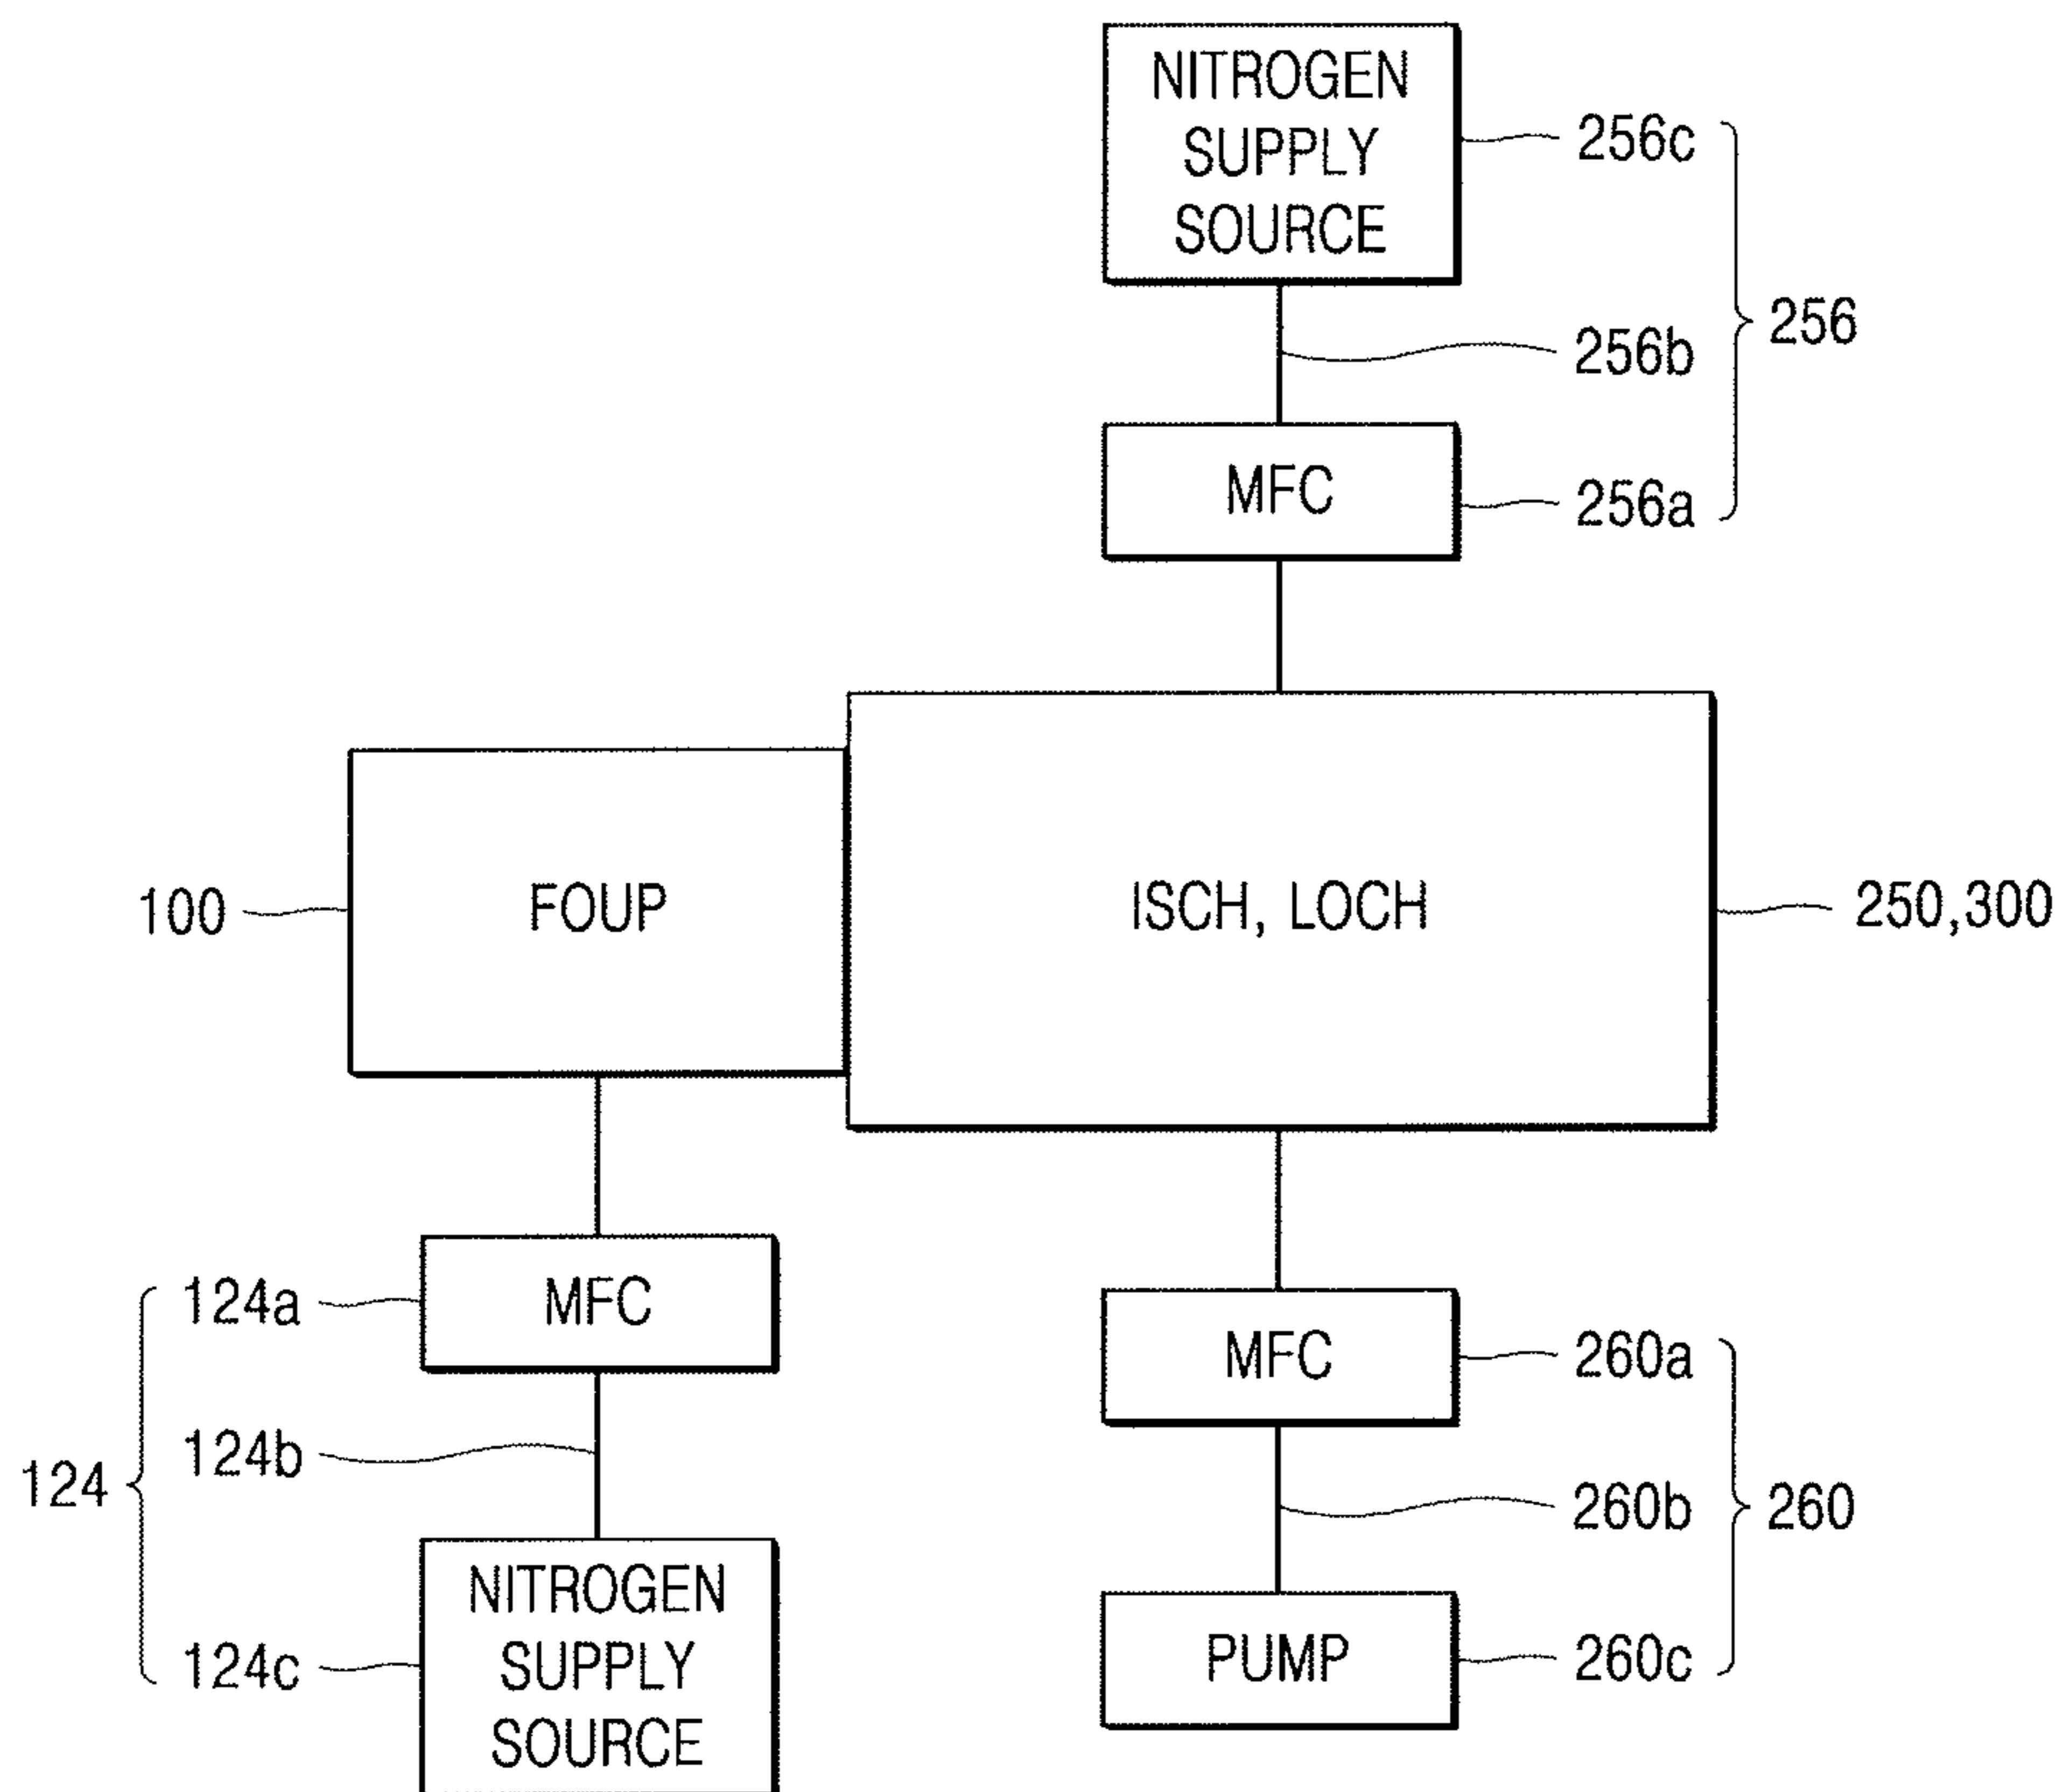 NITROGEN
SUPPLY
SOURCE
256c
256b
256
MFC
256a
100
FOUP
ISCH, LOCH
250,300
124a
MFC
MFC
260a
124b
124
260b
260
124c
NITROGEN
SUPPLY
SOURCE
PUMP
260c